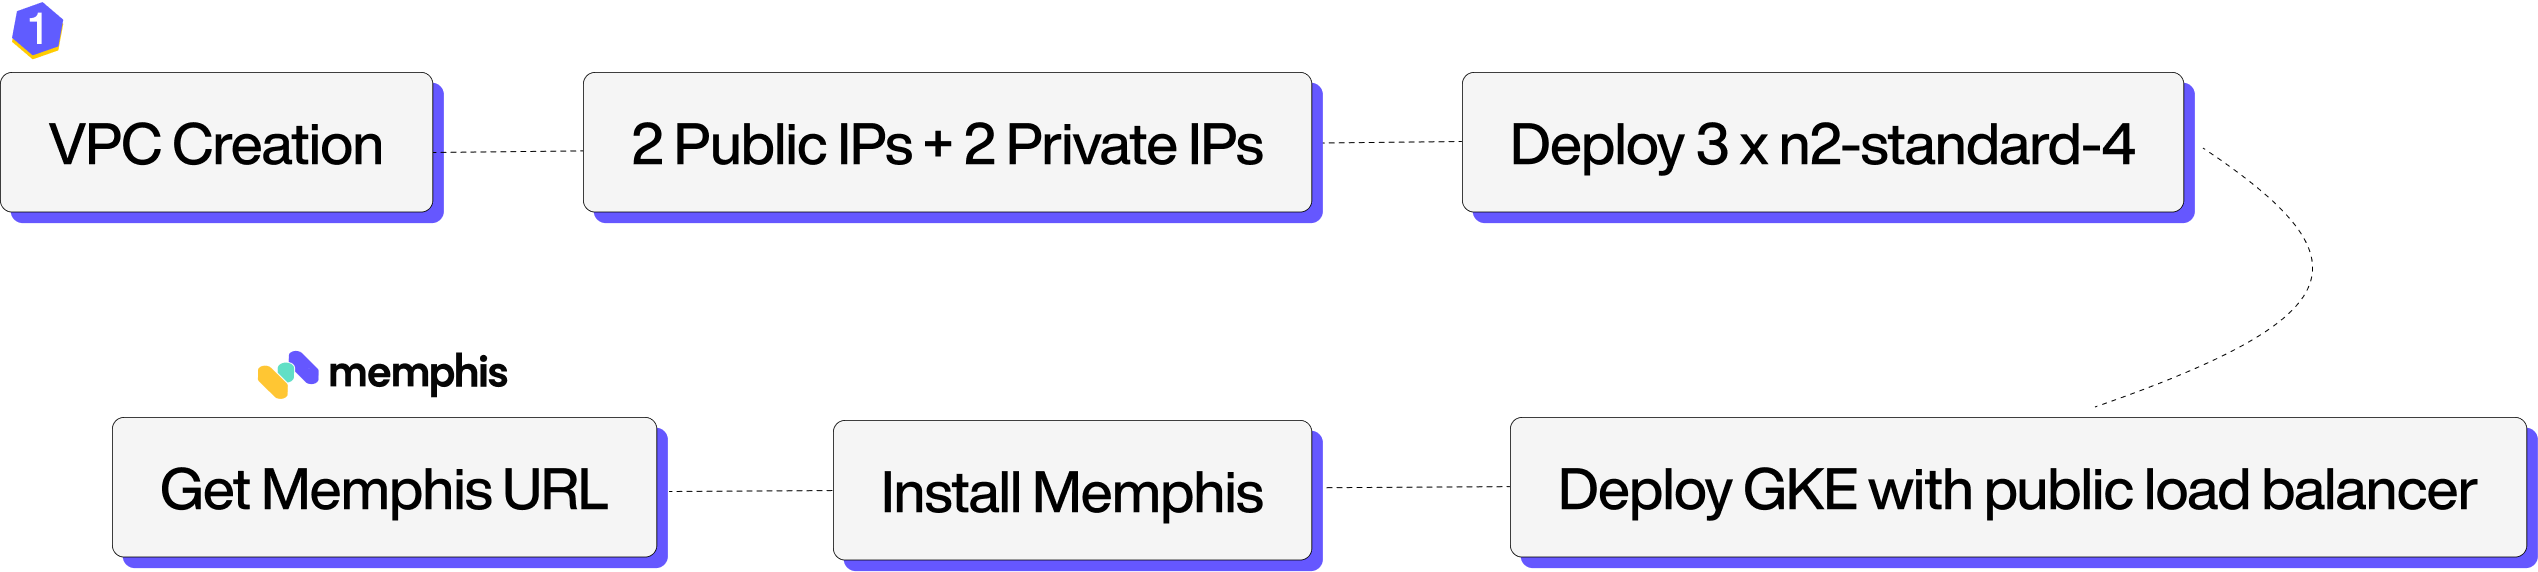 1
VPC Creation
2 Public IPs + 2 Private IPs
Deploy 3 x n2-standard-4
memphis
Get Memphis URL
Install Memphis
Deploy GKE with public load balancer